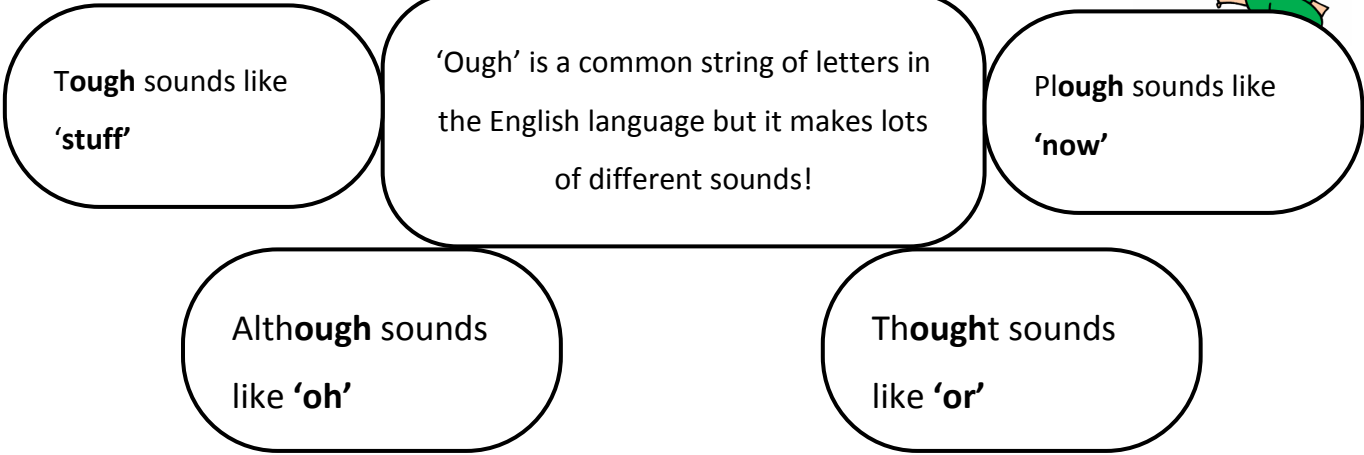 Tough sounds like
‘stuff’
‘Ough’ is a common string of letters in
the English language but it makes lots
of different sounds!
Plough sounds like
‘now’
Although sounds
like ‘oh’
Thought sounds
like ‘or’